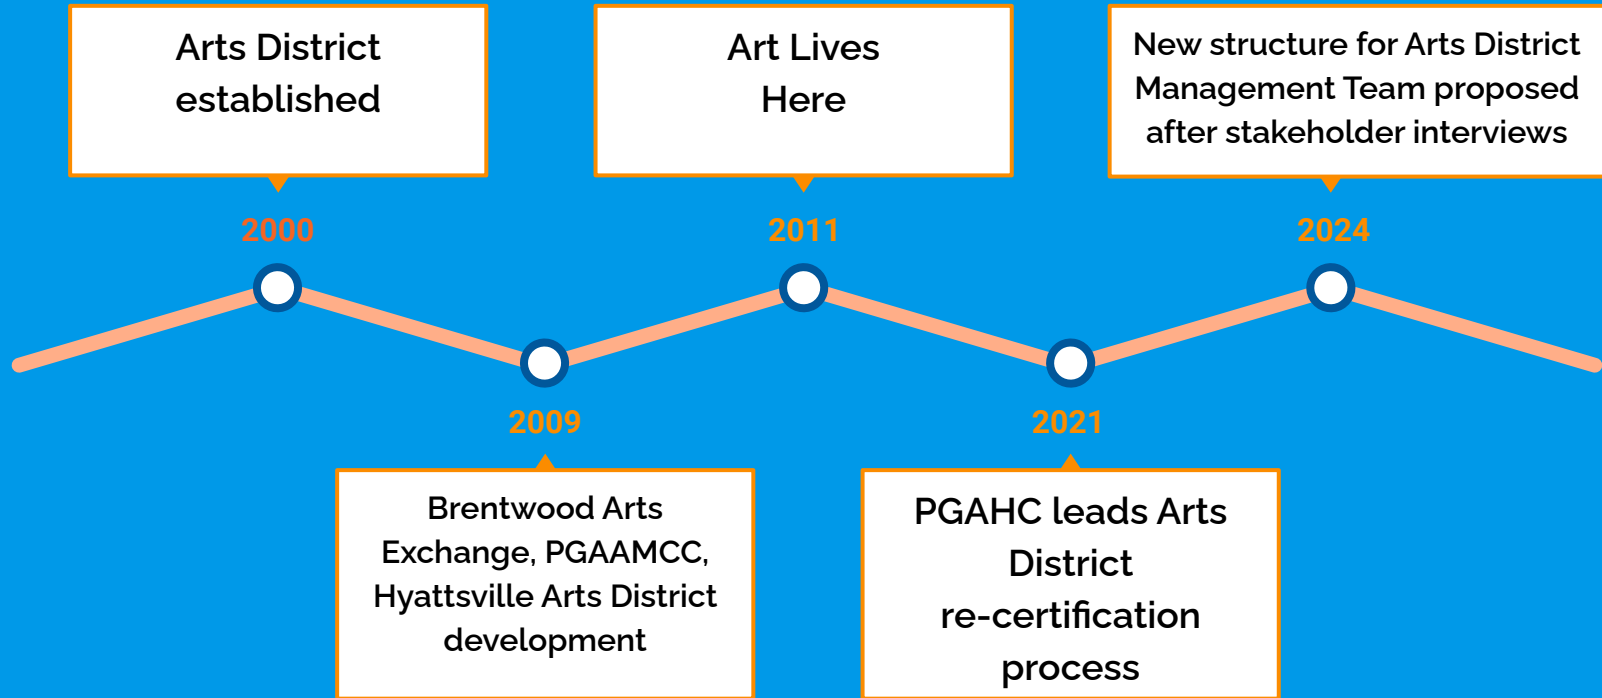 Arts District
established
2000
Brentwood Arts
Exchange, PGAAMCC,
Hyattsville Arts District
development
2009
Art Lives
Here
2011
PGAHC leads Arts
District
re-certification
process
2021
New structure for Arts District
Management Team proposed
after stakeholder interviews
2024